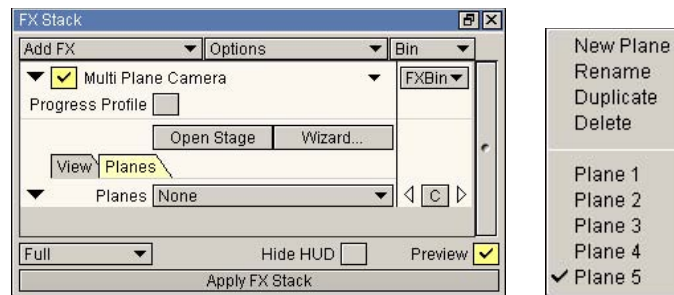 FX Stack
Add FX Options Bin
Multi Plane Camera FXBin
Progress Profile
Open Stage Wizard...
View Planes
Planes None C
Full Hide HUD Preview
Apply FX Stack
New Plane
Rename
Duplicate
Delete
Plane 1
Plane 2
Plane 3
Plane 4
Plane 5